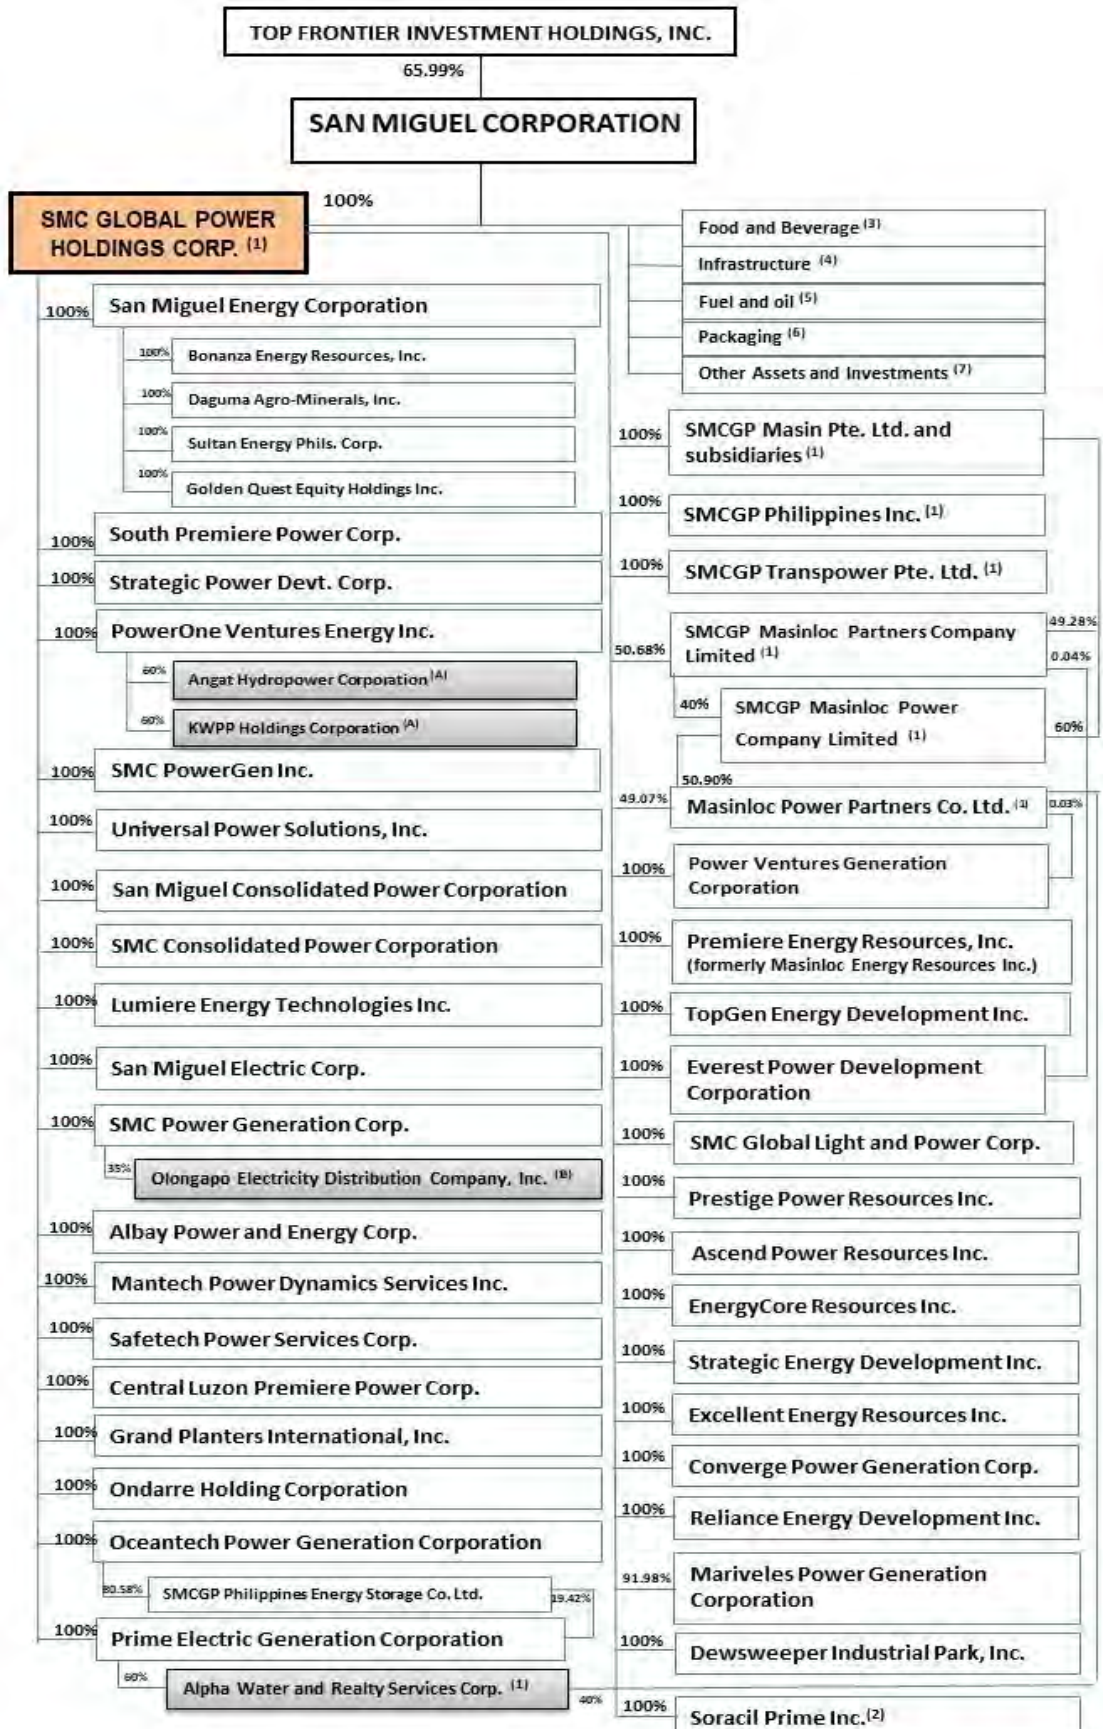 TOP FRONTIER INVESTMENT HOLDINGS, INC.
65.99%
SAN MIGUEL CORPORATION
100%
SMC GLOBAL POWER
HOLDINGS CORP. (1)
100%
San Miguel Energy Corporation
100%
Bonanza Energy Resources, Inc.
100%
Daguma Agro-Minerals, Inc.
100%
Sultan Energy Phils. Corp.
100%
Golden Quest Equity Holdings Inc.
100%
South Premiere Power Corp.
100%
Strategic Power Devt. Corp.
100%
PowerOne Ventures Energy Inc.
60%
Angat Hydropower Corporation (A)
60%
KWPP Holdings Corporation (A)
100%
SMC PowerGen Inc.
100%
Universal Power Solutions, Inc.
100%
San Miguel Consolidated Power Corporation
100%
SMC Consolidated Power Corporation
100%
Lumiere Energy Technologies Inc.
100%
San Miguel Electric Corp.
100%
SMC Power Generation Corp.
35%
Olongapo Electricity Distribution Company, Inc. (B)
100%
Albay Power and Energy Corp.
100%
Mantech Power Dynamics Services Inc.
100%
Safetech Power Services Corp.
100%
Central Luzon Premiere Power Corp.
100%
Grand Planters International, Inc.
100%
Ondarre Holding Corporation
100%
Oceantech Power Generation Corporation
80.58%
SMCGP Philippines Energy Storage Co. Ltd.
19.42%
100%
Prime Electric Generation Corporation
60%
Alpha Water and Realty Services Corp. (1)
40%
Food and Beverage (3)
Infrastructure (4)
Fuel and oil (5)
Packaging (6)
Other Assets and Investments (7)
100%
SMCGP Masin Pte. Ltd. and
subsidiaries (1)
100%
SMCGP Philippines Inc. (1)
100%
SMCGP Transpower Pte. Ltd. (1)
50.68%
SMCGP Masinloc Partners Company
Limited (1)
49.28%
0.04%
40%
SMCGP Masinloc Power
Company Limited (1)
60%
50.90%
49.07%
Masinloc Power Partners Co. Ltd. (1)
0.03%
100%
Power Ventures Generation
Corporation
100%
Premiere Energy Resources, Inc.
(formerly Masinloc Energy Resources Inc.)
100%
TopGen Energy Development Inc.
100%
Everest Power Development
Corporation
100%
SMC Global Light and Power Corp.
100%
Prestige Power Resources Inc.
100%
Ascend Power Resources Inc.
100%
EnergyCore Resources Inc.
100%
Strategic Energy Development Inc.
100%
Excellent Energy Resources Inc.
100%
Converge Power Generation Corp.
100%
Reliance Energy Development Inc.
91.98%
Mariveles Power Generation
Corporation
100%
Dewsweeper Industrial Park, Inc.
100%
Soracil Prime Inc.(2)